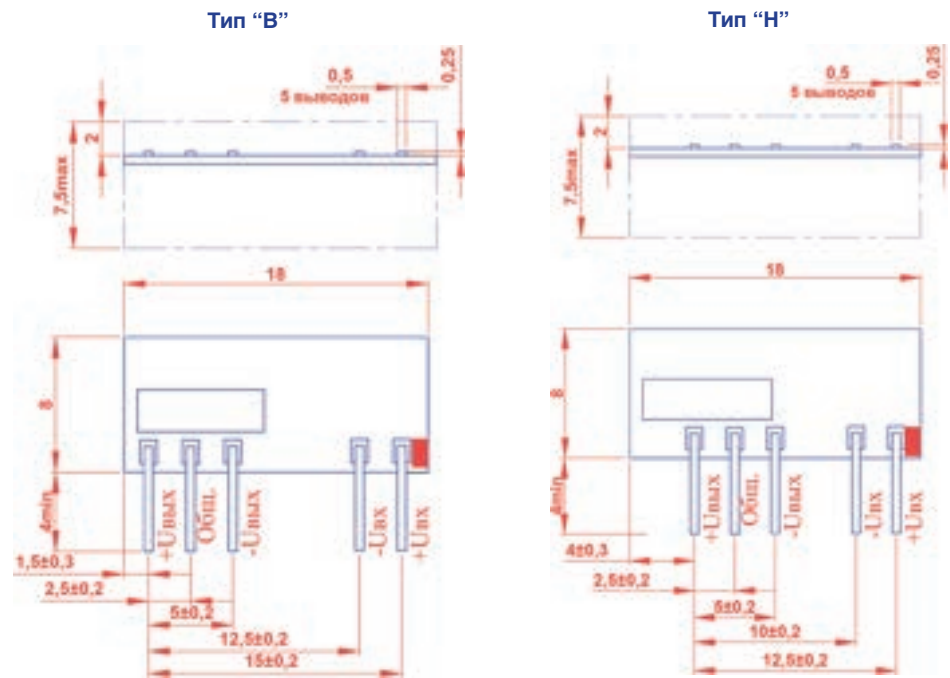 Тип “В”
0,5
5 выводов
0,25
2
7,5max
18
8
4min
+Uвых
Общ.
-Uвых
-Uвх
+Uвх
1,5±0,3
2,5±0,2
5±0,2
12,5±0,2
15±0,2
Тип “Н”
0,5
5 выводов
0,25
2
7,5max
18
8
4min
+Uвых
Общ.
-Uвых
-Uвх
+Uвх
4±0,3
2,5±0,2
5±0,2
10±0,2
12,5±0,2